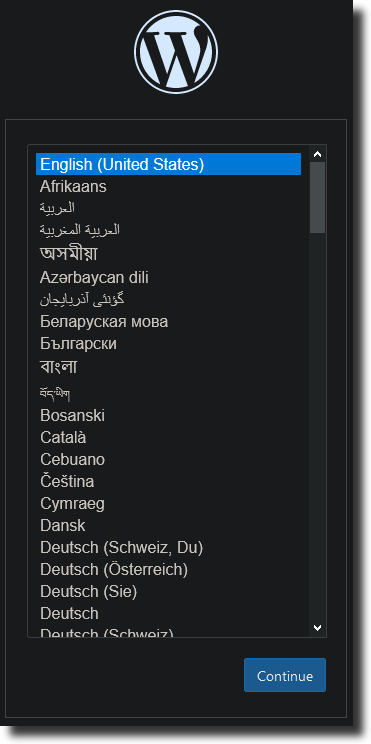 English (United States)
Afrikaans
العربية
العربية المغربية
অসমীয়া
Azərbaycan dili
گؤنئی آذربایجان
Беларуская мова
Български
বাংলা
བོད་ཡིག
Bosanski
Català
Cebuano
Čeština
Cymraeg
Dansk
Deutsch (Schweiz, Du)
Deutsch (Österreich)
Deutsch (Sie)
Deutsch
Deutsch (Schweiz)
Continue